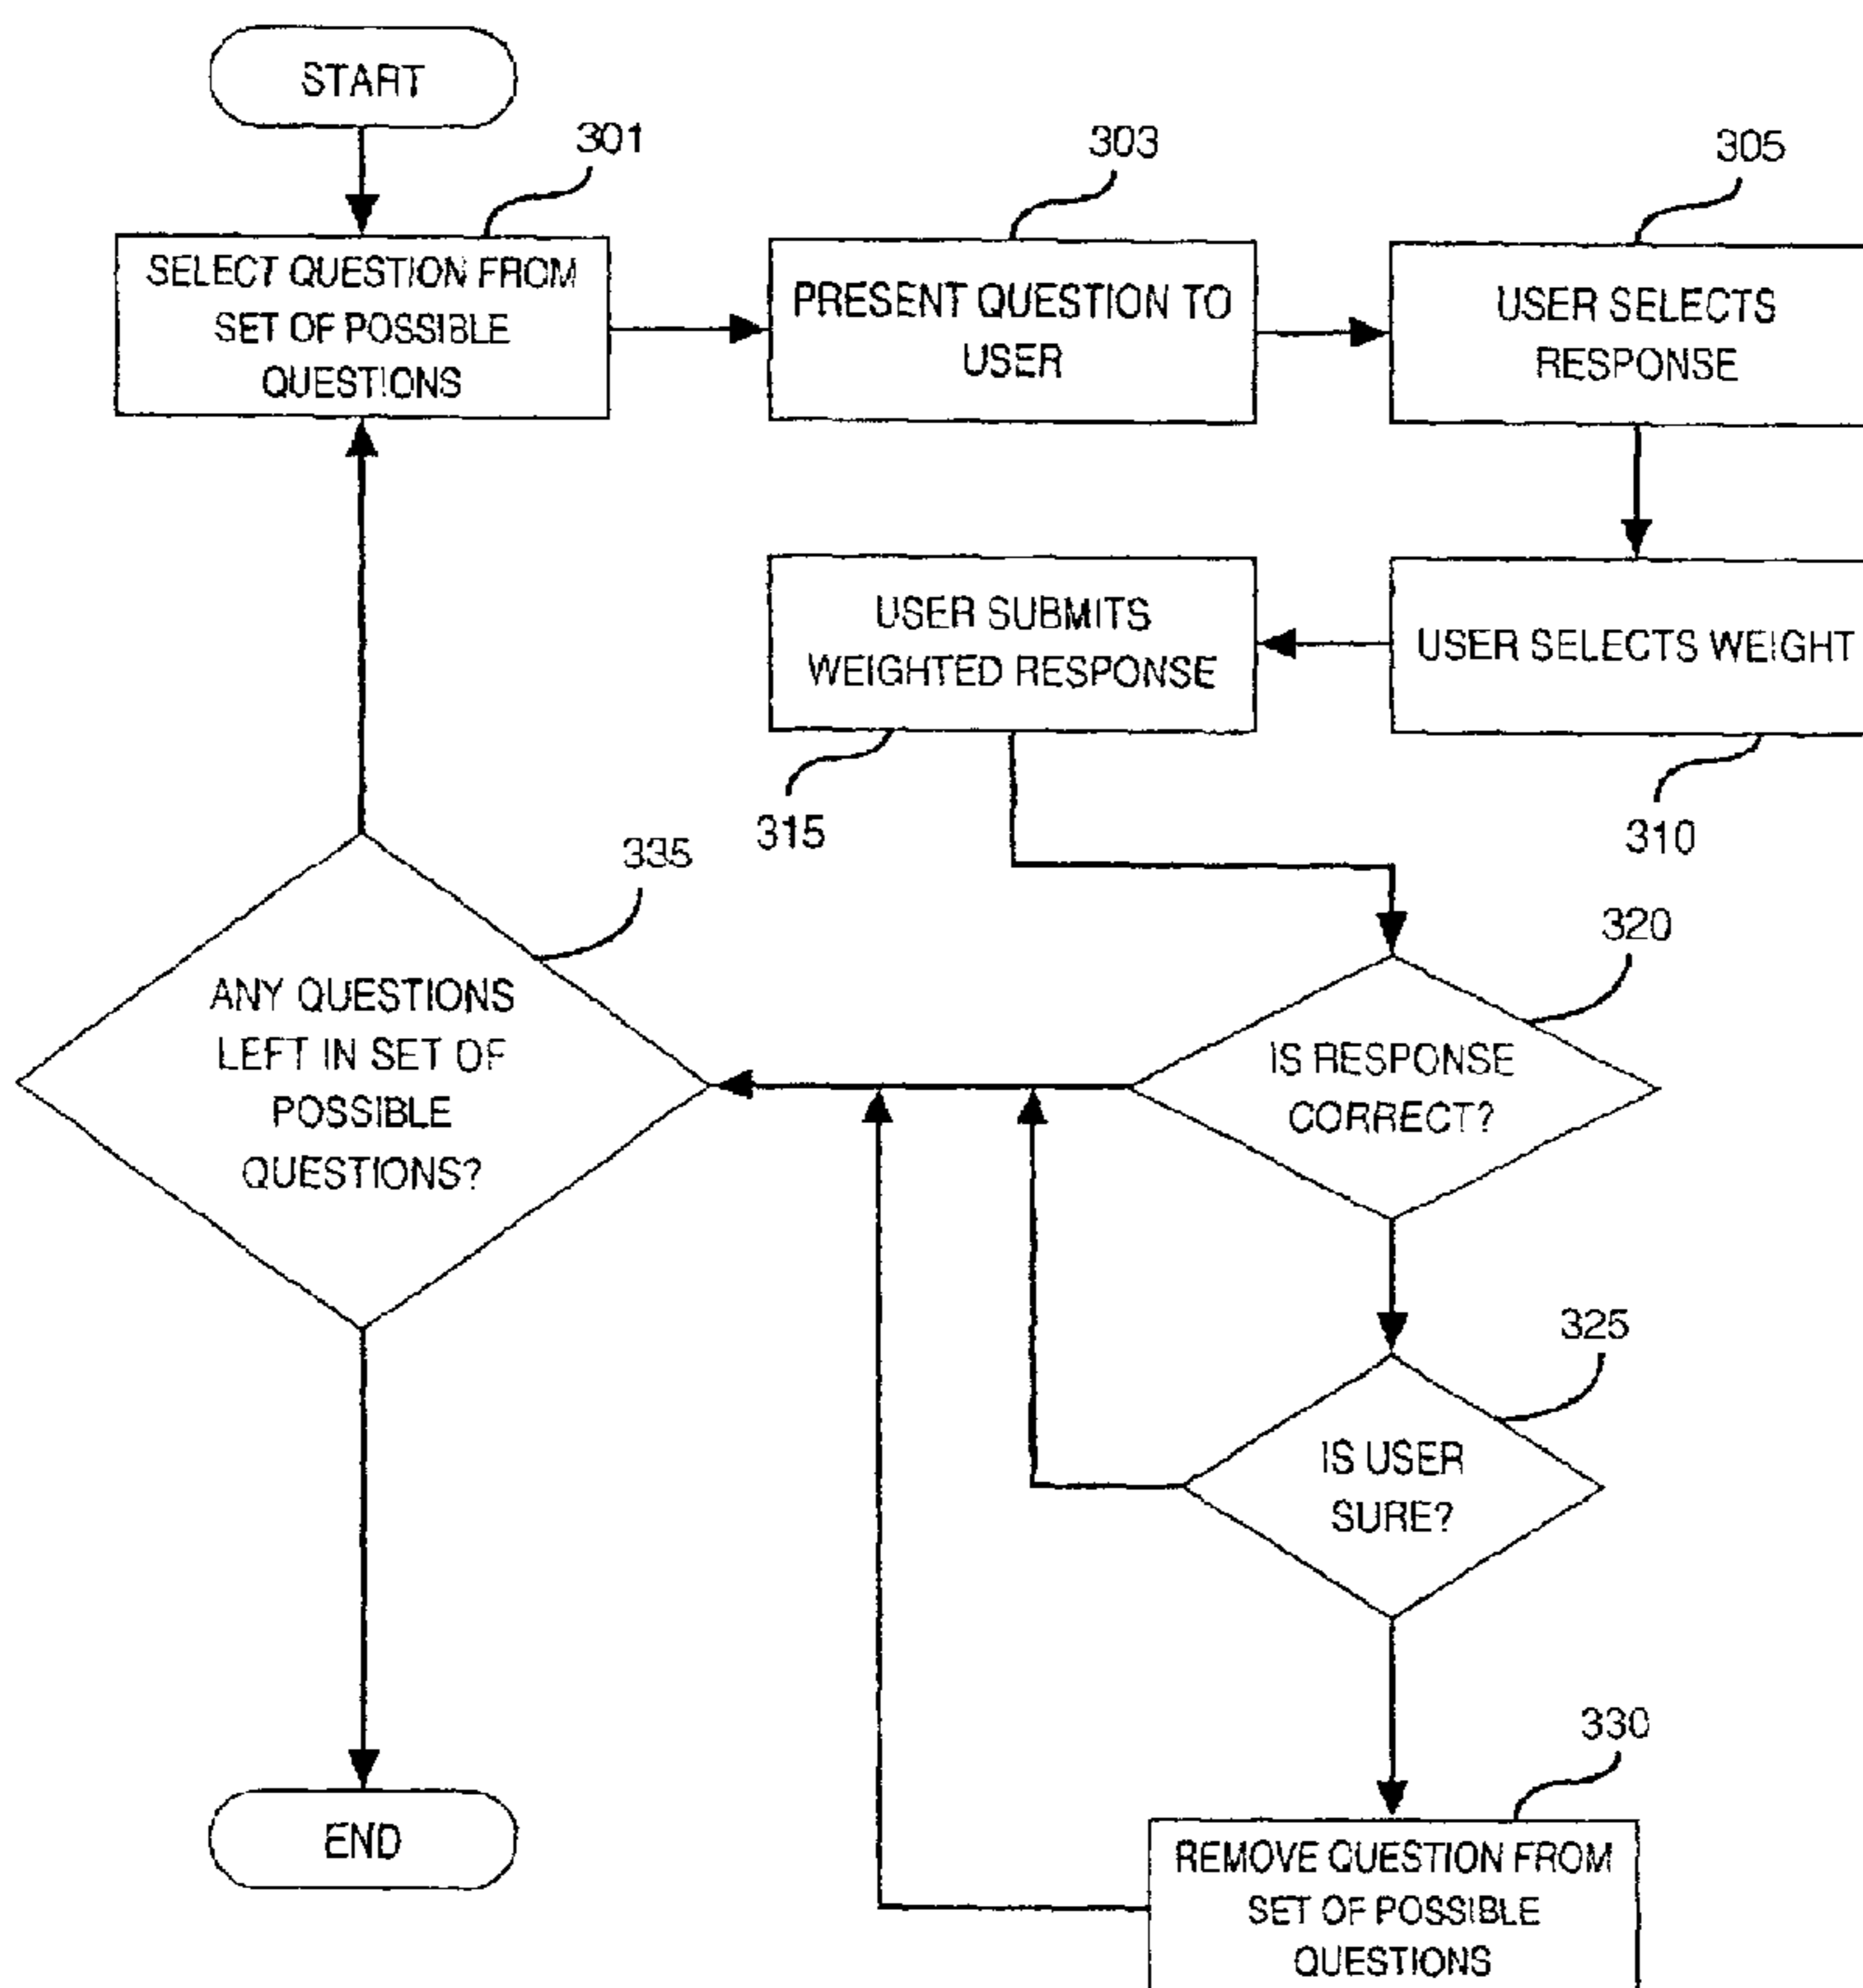 START
301
SELECT QUESTION FROM
SET OF POSSIBLE
QUESTIONS
303
PRESENT QUESTION TO
USER
305
USER SELECTS
RESPONSE
USER SUBMITS
WEIGHTED RESPONSE
315
USER SELECTS WEIGHT
310
335
ANY QUESTIONS
LEFT IN SET OF
POSSIBLE
QUESTIONS?
320
IS RESPONSE
CORRECT?
325
IS USER
SURE?
330
REMOVE QUESTION FROM
SET OF POSSIBLE
QUESTIONS
END